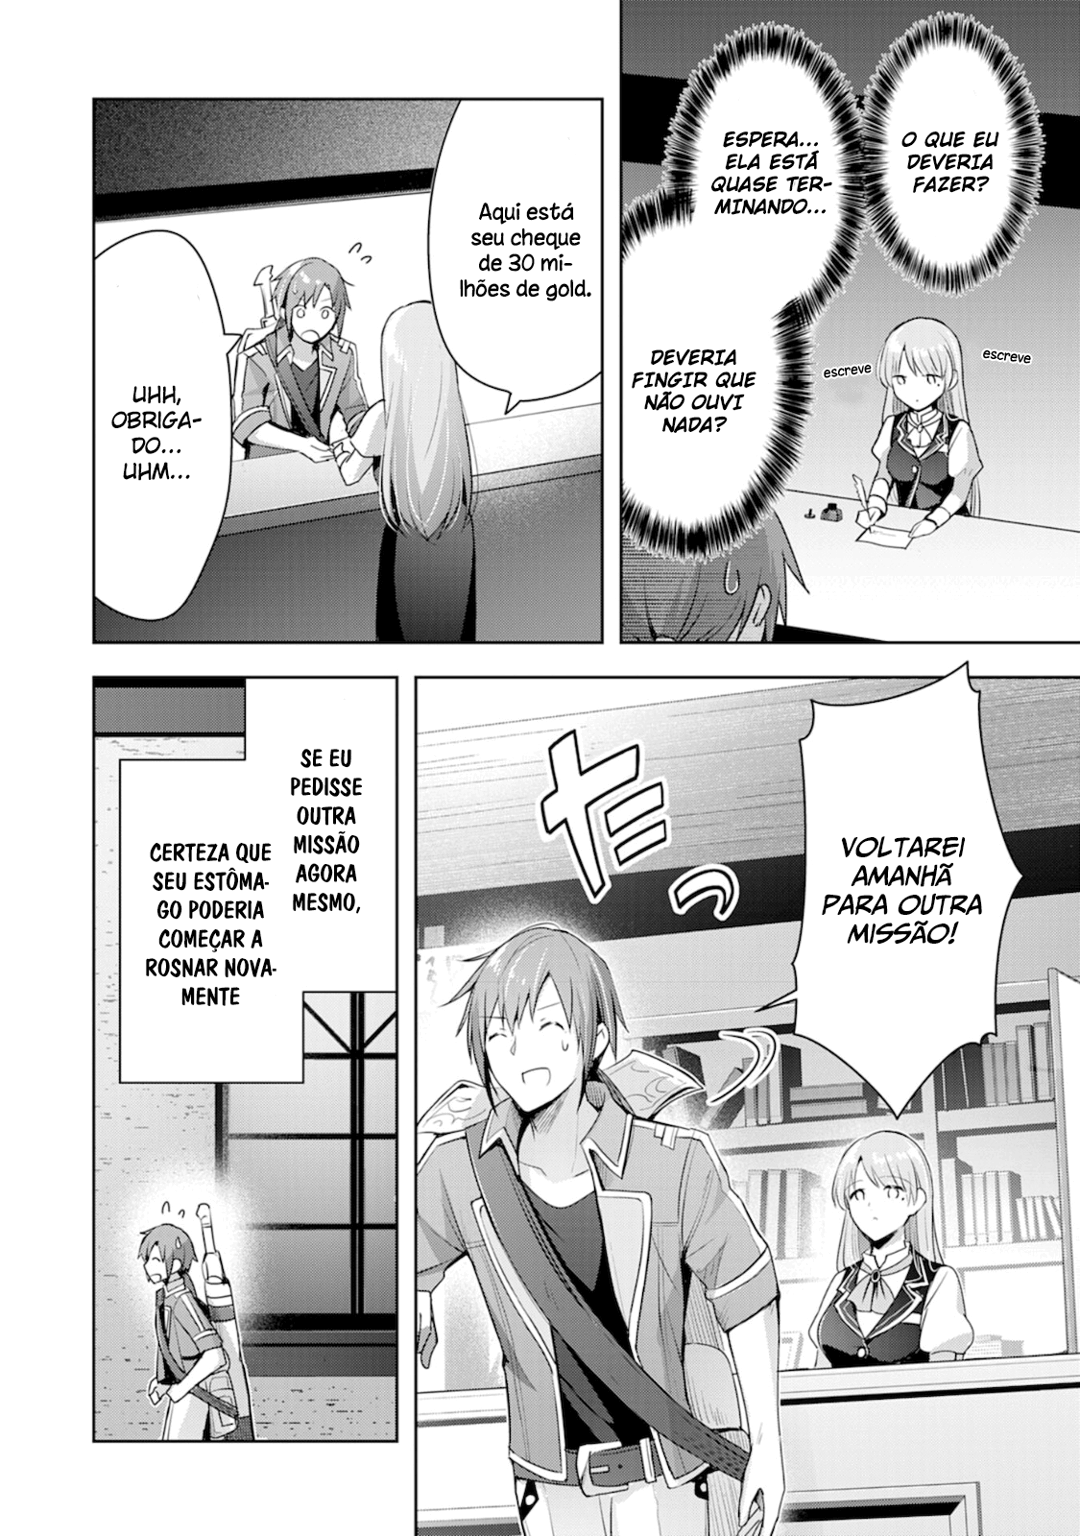 O QUE EU
DEVERIA
FAZER?
ESPERA...
ELA ESTÁ
QUASE TER-
MINANDO...
DEVERIA
FINGIR QUE
NÃO OUVI
NADA?
escreve
escreve
Aqui está
seu cheque
de 30 mi-
lhões de gold.
UHH,
OBRIGA-
DO...
UHM...
VOLTAREI
AMANHÃ
PARA OUTRA
MISSÃO!
サッ
SE EU
PEDISSE
OUTRA
MISSÃO
AGORA
MESMO,
CERTEZA QUE
SEU ESTÔMA-
GO PODERIA
COMEÇAR A
ROSNAR NOVA-
MENTE